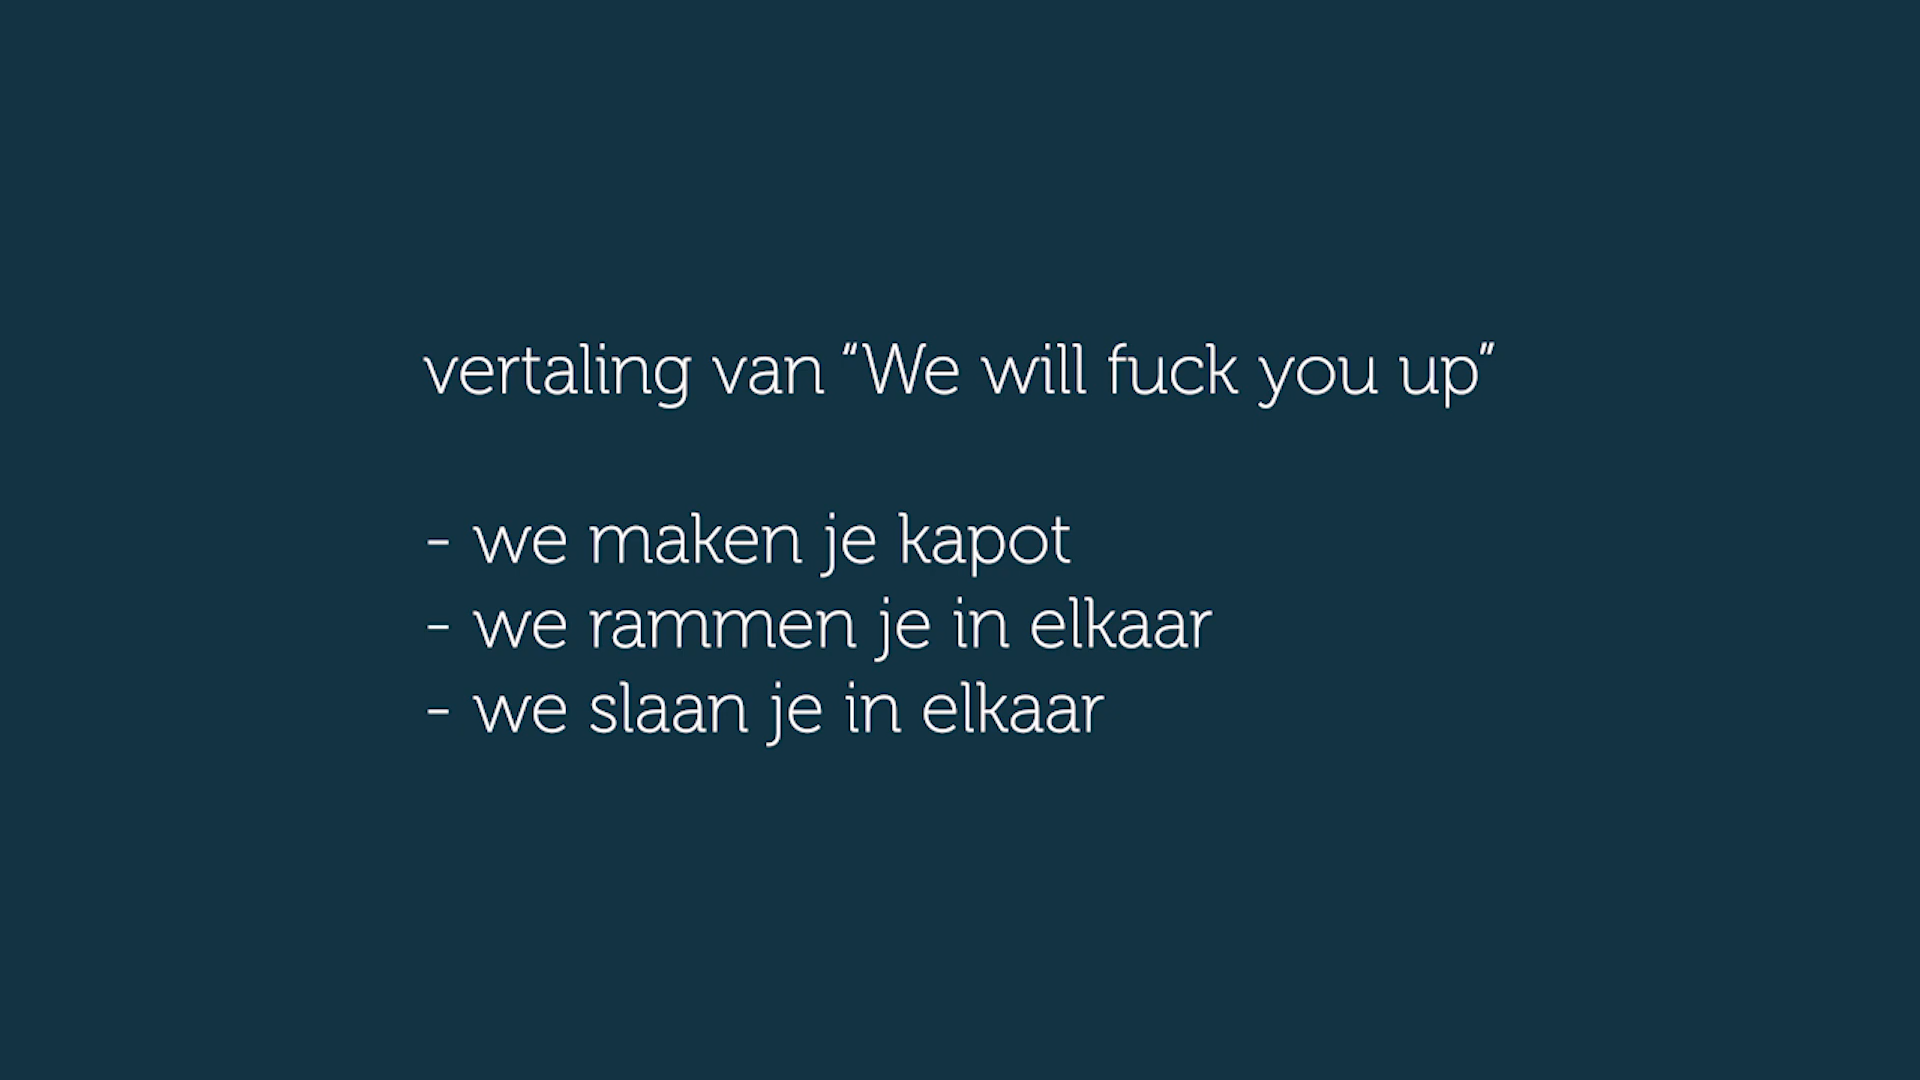 vertaling van “We will fuck you up”
- we maken je kapot
- we rammen je in elkaar
- we slaan je in elkaar